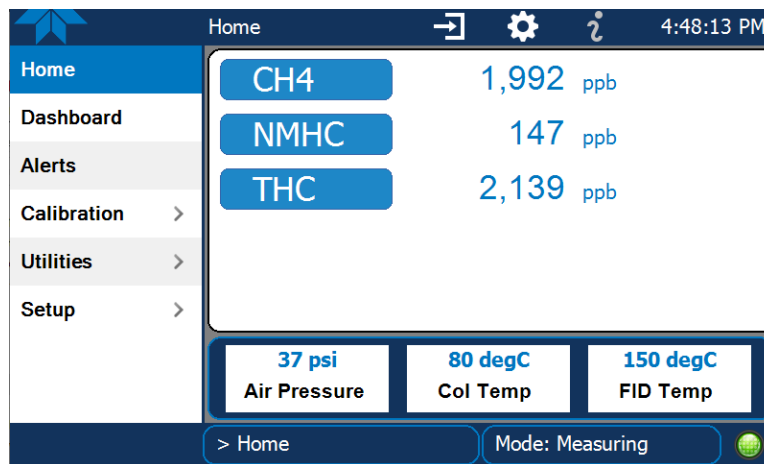 Home 4:48:13 PM
Home
Dashboard
Alerts
Calibration >
Utilities >
Setup >
CH4 1,992 ppb
NMHC 147 ppb
THC 2,139 ppb
37 psi
Air Pressure
80 degC
Col Temp
150 degC
FID Temp
> Home
Mode: Measuring